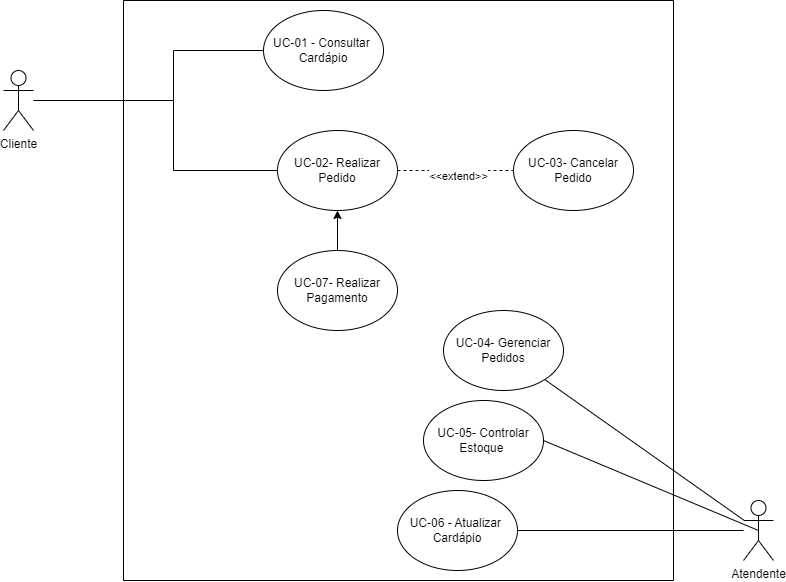 UC-01 - Consultar
Cardápio
Cliente
UC-02- Realizar
Pedido
<<extend>>
UC-03- Cancelar
Pedido
UC-07- Realizar
Pagamento
UC-04- Gerenciar
Pedidos
UC-05- Controlar
Estoque
UC-06 - Atualizar
Cardápio
Atendente